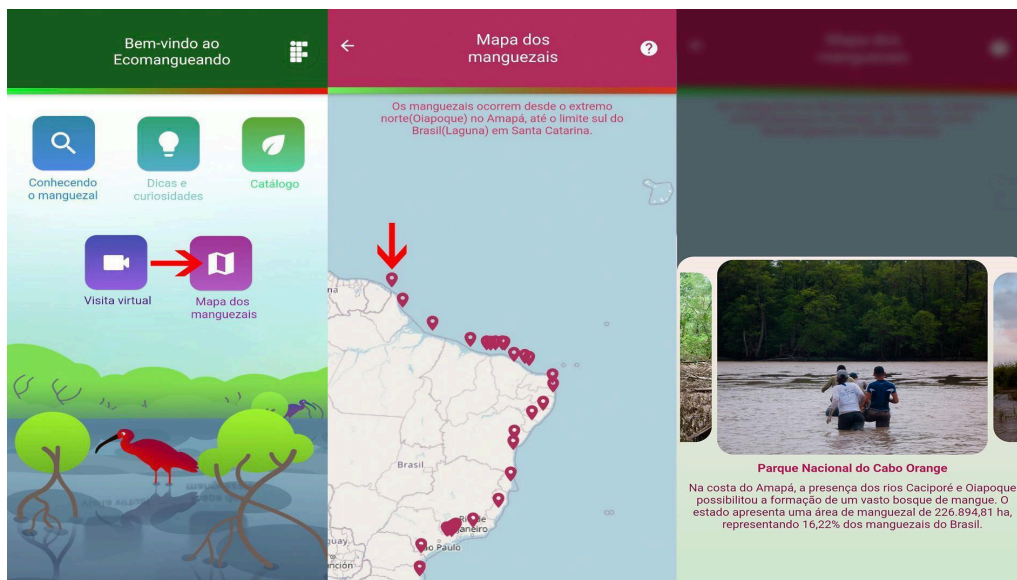 Bem-vindo ao
Ecomangueando
Conhecendo
o manguezal
Dicas e
curiosidades
Catálogo
Visita virtual
Mapa dos
manguezais
Mapa dos
manguezais
Os manguezais ocorrem desde o extremo
norte(Oiapoque) no Amapá, até o limite sul do
Brasil(Laguna) em Santa Catarina.
Brasil
Parque Nacional do Cabo Orange
Na costa do Amapá, a presença dos rios Caciporé e Oiapoque
possibilitou a formação de um vasto bosque de mangue. O
estado apresenta uma área de manguezal de 226.894,81 ha,
representando 16,22% dos manguezais do Brasil.